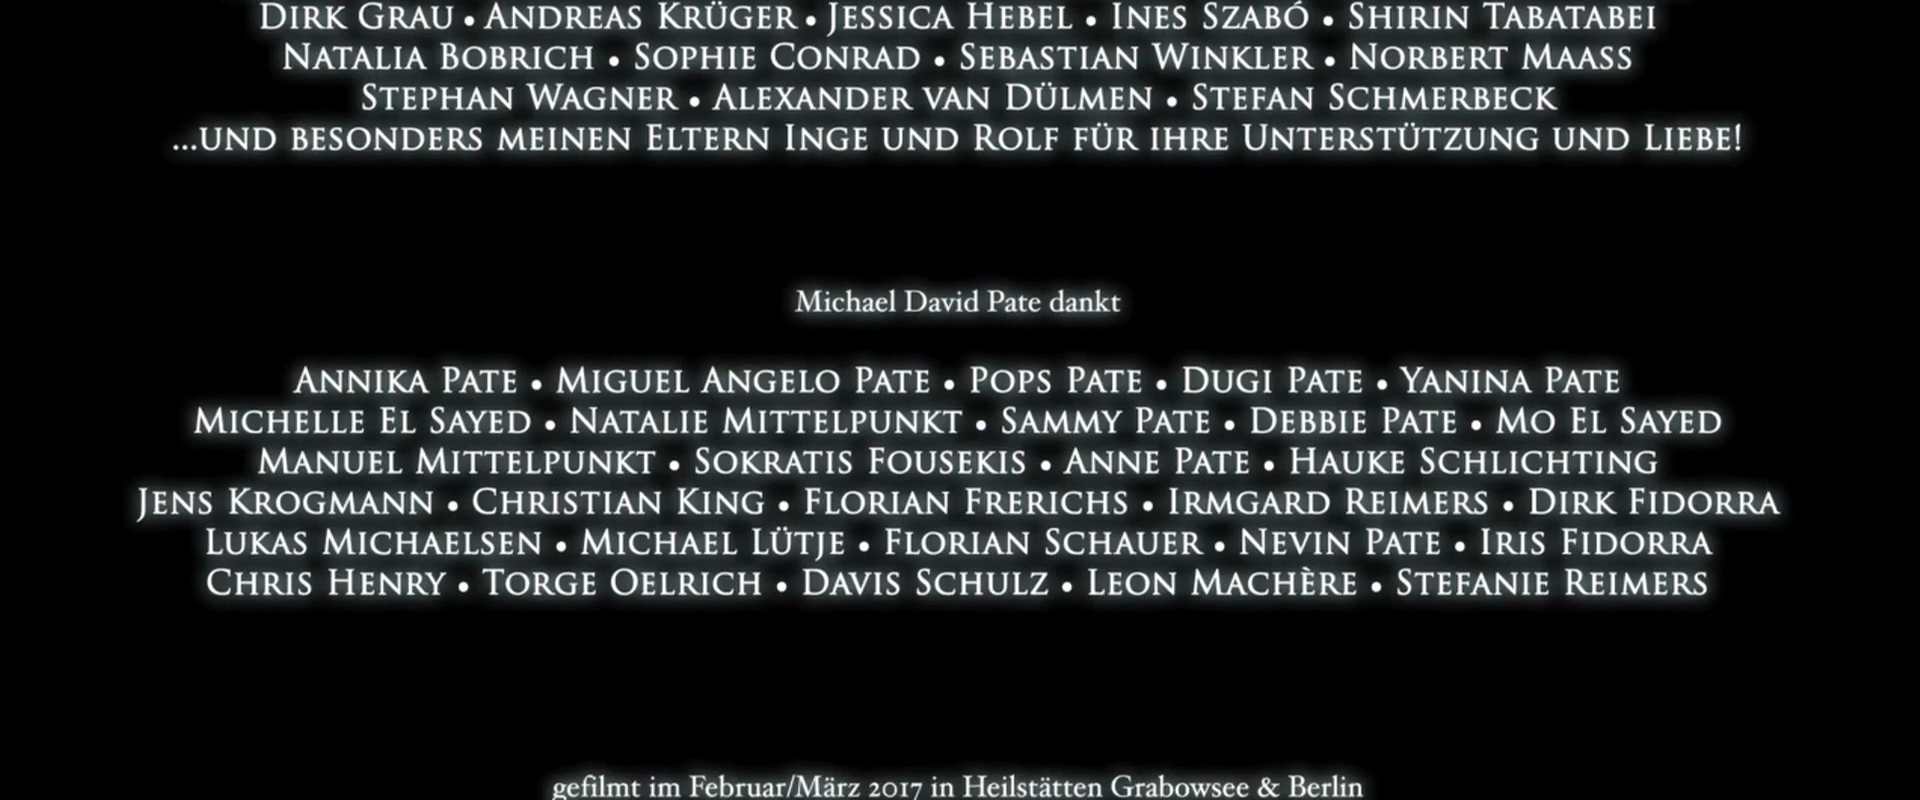 Dirk Grau • Andreas Krüger • Jessica Hebel • Ines Szabó • Shirin Tabatabei
Natalia Bobrich • Sophie Conrad • Sebastian Winkler • Norbert Maass
Stephan Wagner • Alexander van Dülmen • Stefan Schmerbeck
...und besonders meinen Eltern Inge und Rolf für ihre Unterstützung und Liebe!
Michael David Pate dankt
Annika Pate • Miguel Angelo Pate • Pops Pate • Dugi Pate • Yanina Pate
Michelle El Sayed • Natalie Mittelpunkt • Sammy Pate • Debbie Pate • Mo El Sayed
Manuel Mittelpunkt • Sokratis Fousekis • Anne Pate • Hauke Schlichting
Jens Krogmann • Christian King • Florian Frerichs • Irmgard Reimers • Dirk Fidorra
Lukas Michaelsen • Michael Lütje • Florian Schauer • Nevin Pate • Iris Fidorra
Chris Henry • Torge Oelrich • Davis Schulz • Leon Machère • Stefanie Reimers
gefilmt im Februar/März 2017 in Heilstätten Grabowsee & Berlin